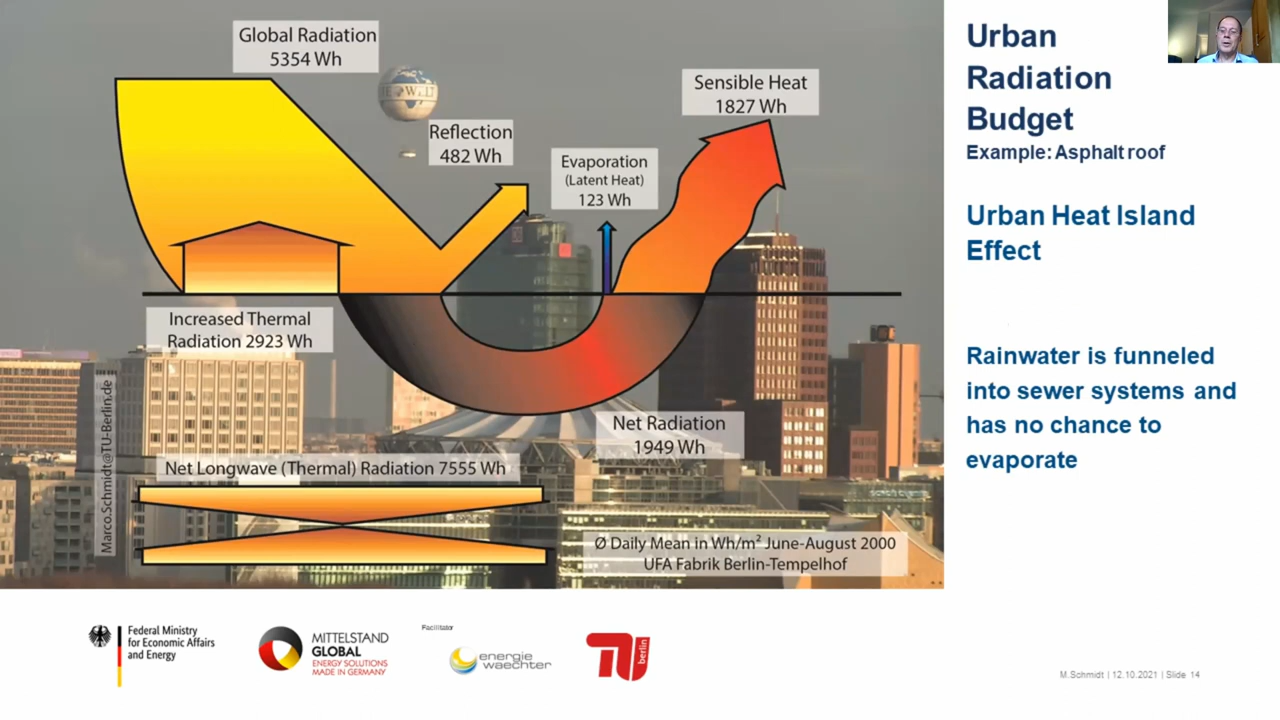 Global Radiation
5354 Wh
Reflection
482 Wh
Evaporation
(Latent Heat)
123 Wh
Sensible Heat
1827 Wh
Increased Thermal
Radiation 2923 Wh
Net Radiation
1949 Wh
Net Longwave (Thermal) Radiation 7555 Wh
Ø Daily Mean in Wh/m² June-August 2000
UFA Fabrik Berlin-Tempelhof
Marco.Schmidt@TU-Berlin.de
Urban
Radiation
Budget
Example: Asphalt roof
Urban Heat Island
Effect
Rainwater is funneled
into sewer systems and
has no chance to
evaporate
Federal Ministry
for Economic Affairs
and Energy
MITTELSTAND
GLOBAL
ENERGY SOLUTIONS
MADE IN GERMANY
Facilitator
energie
waechter
berlin
M.Schmidt | 12.10.2021 | Slide 14